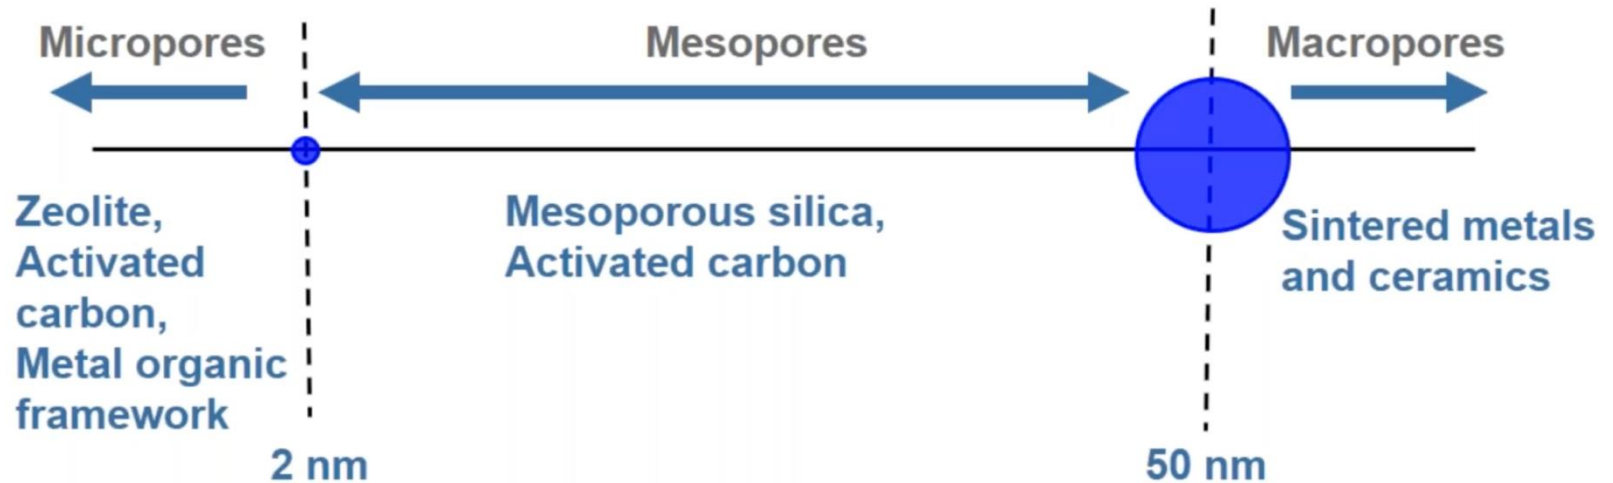 Micropores
Mesopores
Macropores
Zeolite,
Activated
carbon,
Metal organic
framework
Mesoporous silica,
Activated carbon
Sintered metals
and ceramics
2 nm
50 nm